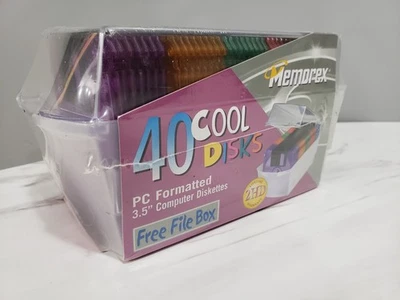 Memorex
40 COOL
DISKS
PC Formatted
3.5" Computer Diskettes
2HD
Free File Box